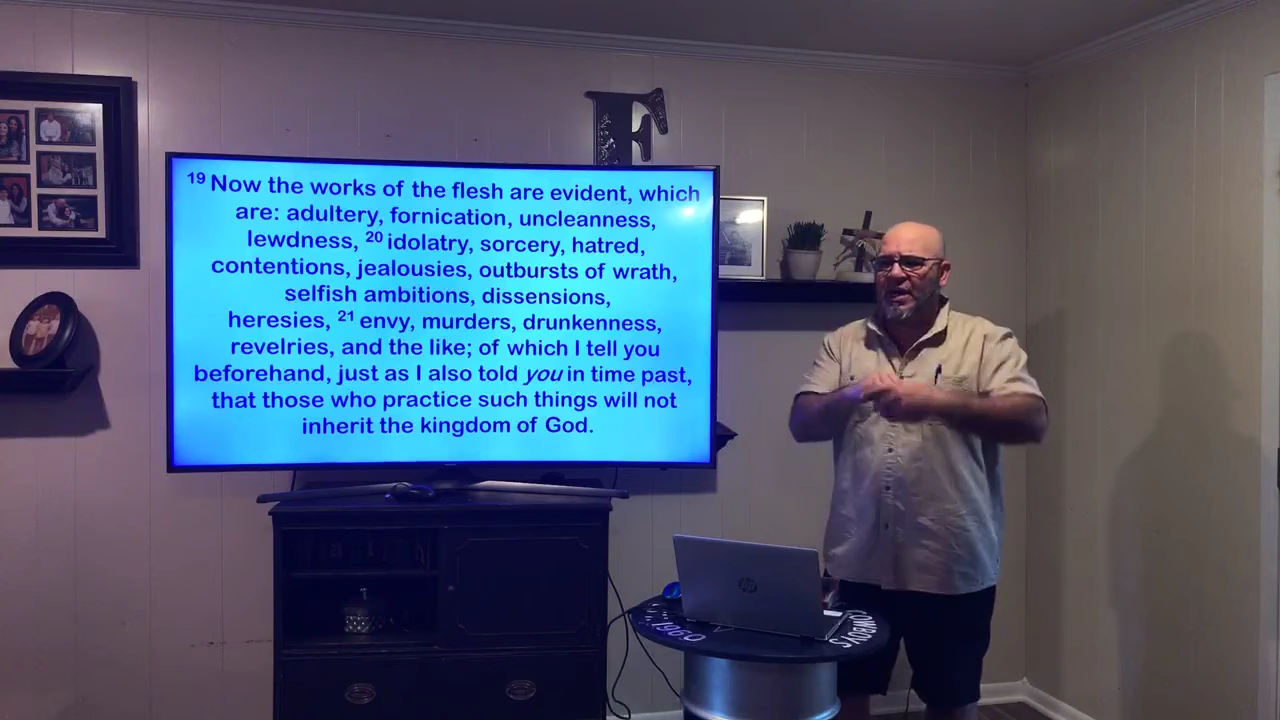 F
19 Now the works of the flesh are evident, which
are: adultery, fornication, uncleanness,
lewdness, 20 idolatry, sorcery, hatred,
contentions, jealousies, outbursts of wrath,
selfish ambitions, dissensions,
heresies, 21 envy, murders, drunkenness,
revelries, and the like; of which I tell you
beforehand, just as I also told you in time past,
that those who practice such things will not
inherit the kingdom of God.
hp
1960
COWBOYS